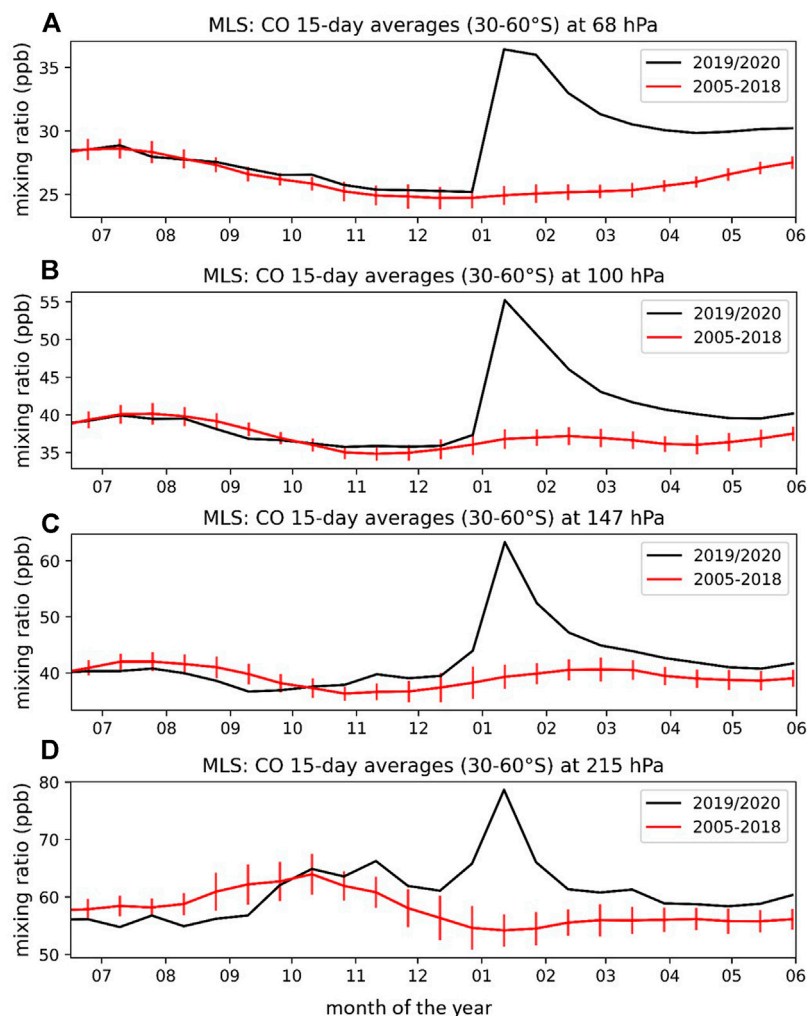 A
MLS: CO 15-day averages (30-60°S) at 68 hPa
mixing ratio (ppb)
35
30
25
2019/2020
2005-2018
07 08 09 10 11 12 01 02 03 04 05 06
B
MLS: CO 15-day averages (30-60°S) at 100 hPa
mixing ratio (ppb)
55
50
45
40
35
2019/2020
2005-2018
07 08 09 10 11 12 01 02 03 04 05 06
C
MLS: CO 15-day averages (30-60°S) at 147 hPa
mixing ratio (ppb)
60
50
40
2019/2020
2005-2018
07 08 09 10 11 12 01 02 03 04 05 06
D
MLS: CO 15-day averages (30-60°S) at 215 hPa
mixing ratio (ppb)
80
70
60
50
2019/2020
2005-2018
07 08 09 10 11 12 01 02 03 04 05 06
month of the year